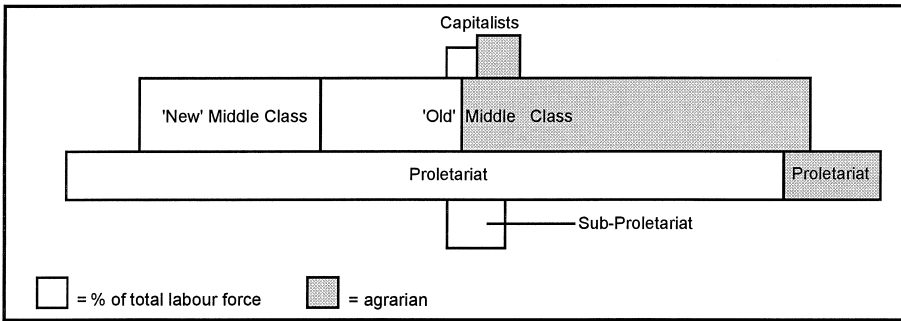 Capitalists
'New' Middle Class
'Old' Middle Class
Proletariat
Proletariat
Sub-Proletariat
= % of total labour force
= agrarian